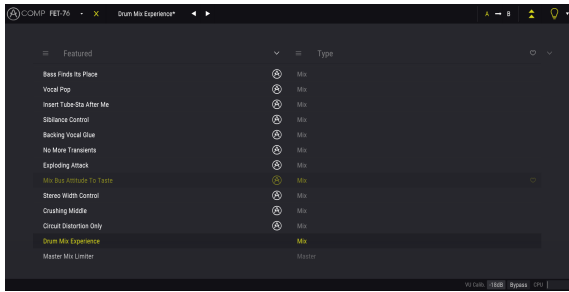 COMP FET-76 Drum Mix Experience* A → B
Featured Type
Bass Finds Its Place Mix
Vocal Pop Mix
Insert Tube-Sta After Me Mix
Sibilance Control Mix
Backing Vocal Glue Mix
No More Transients Mix
Exploding Attack Mix
Mix Bus Attitude To Taste Mix
Stereo Width Control Mix
Crushing Middle Mix
Circuit Distortion Only Mix
Drum Mix Experience Mix
Master Mix Limiter Master
VU Calib. -18dB Bypass CPU